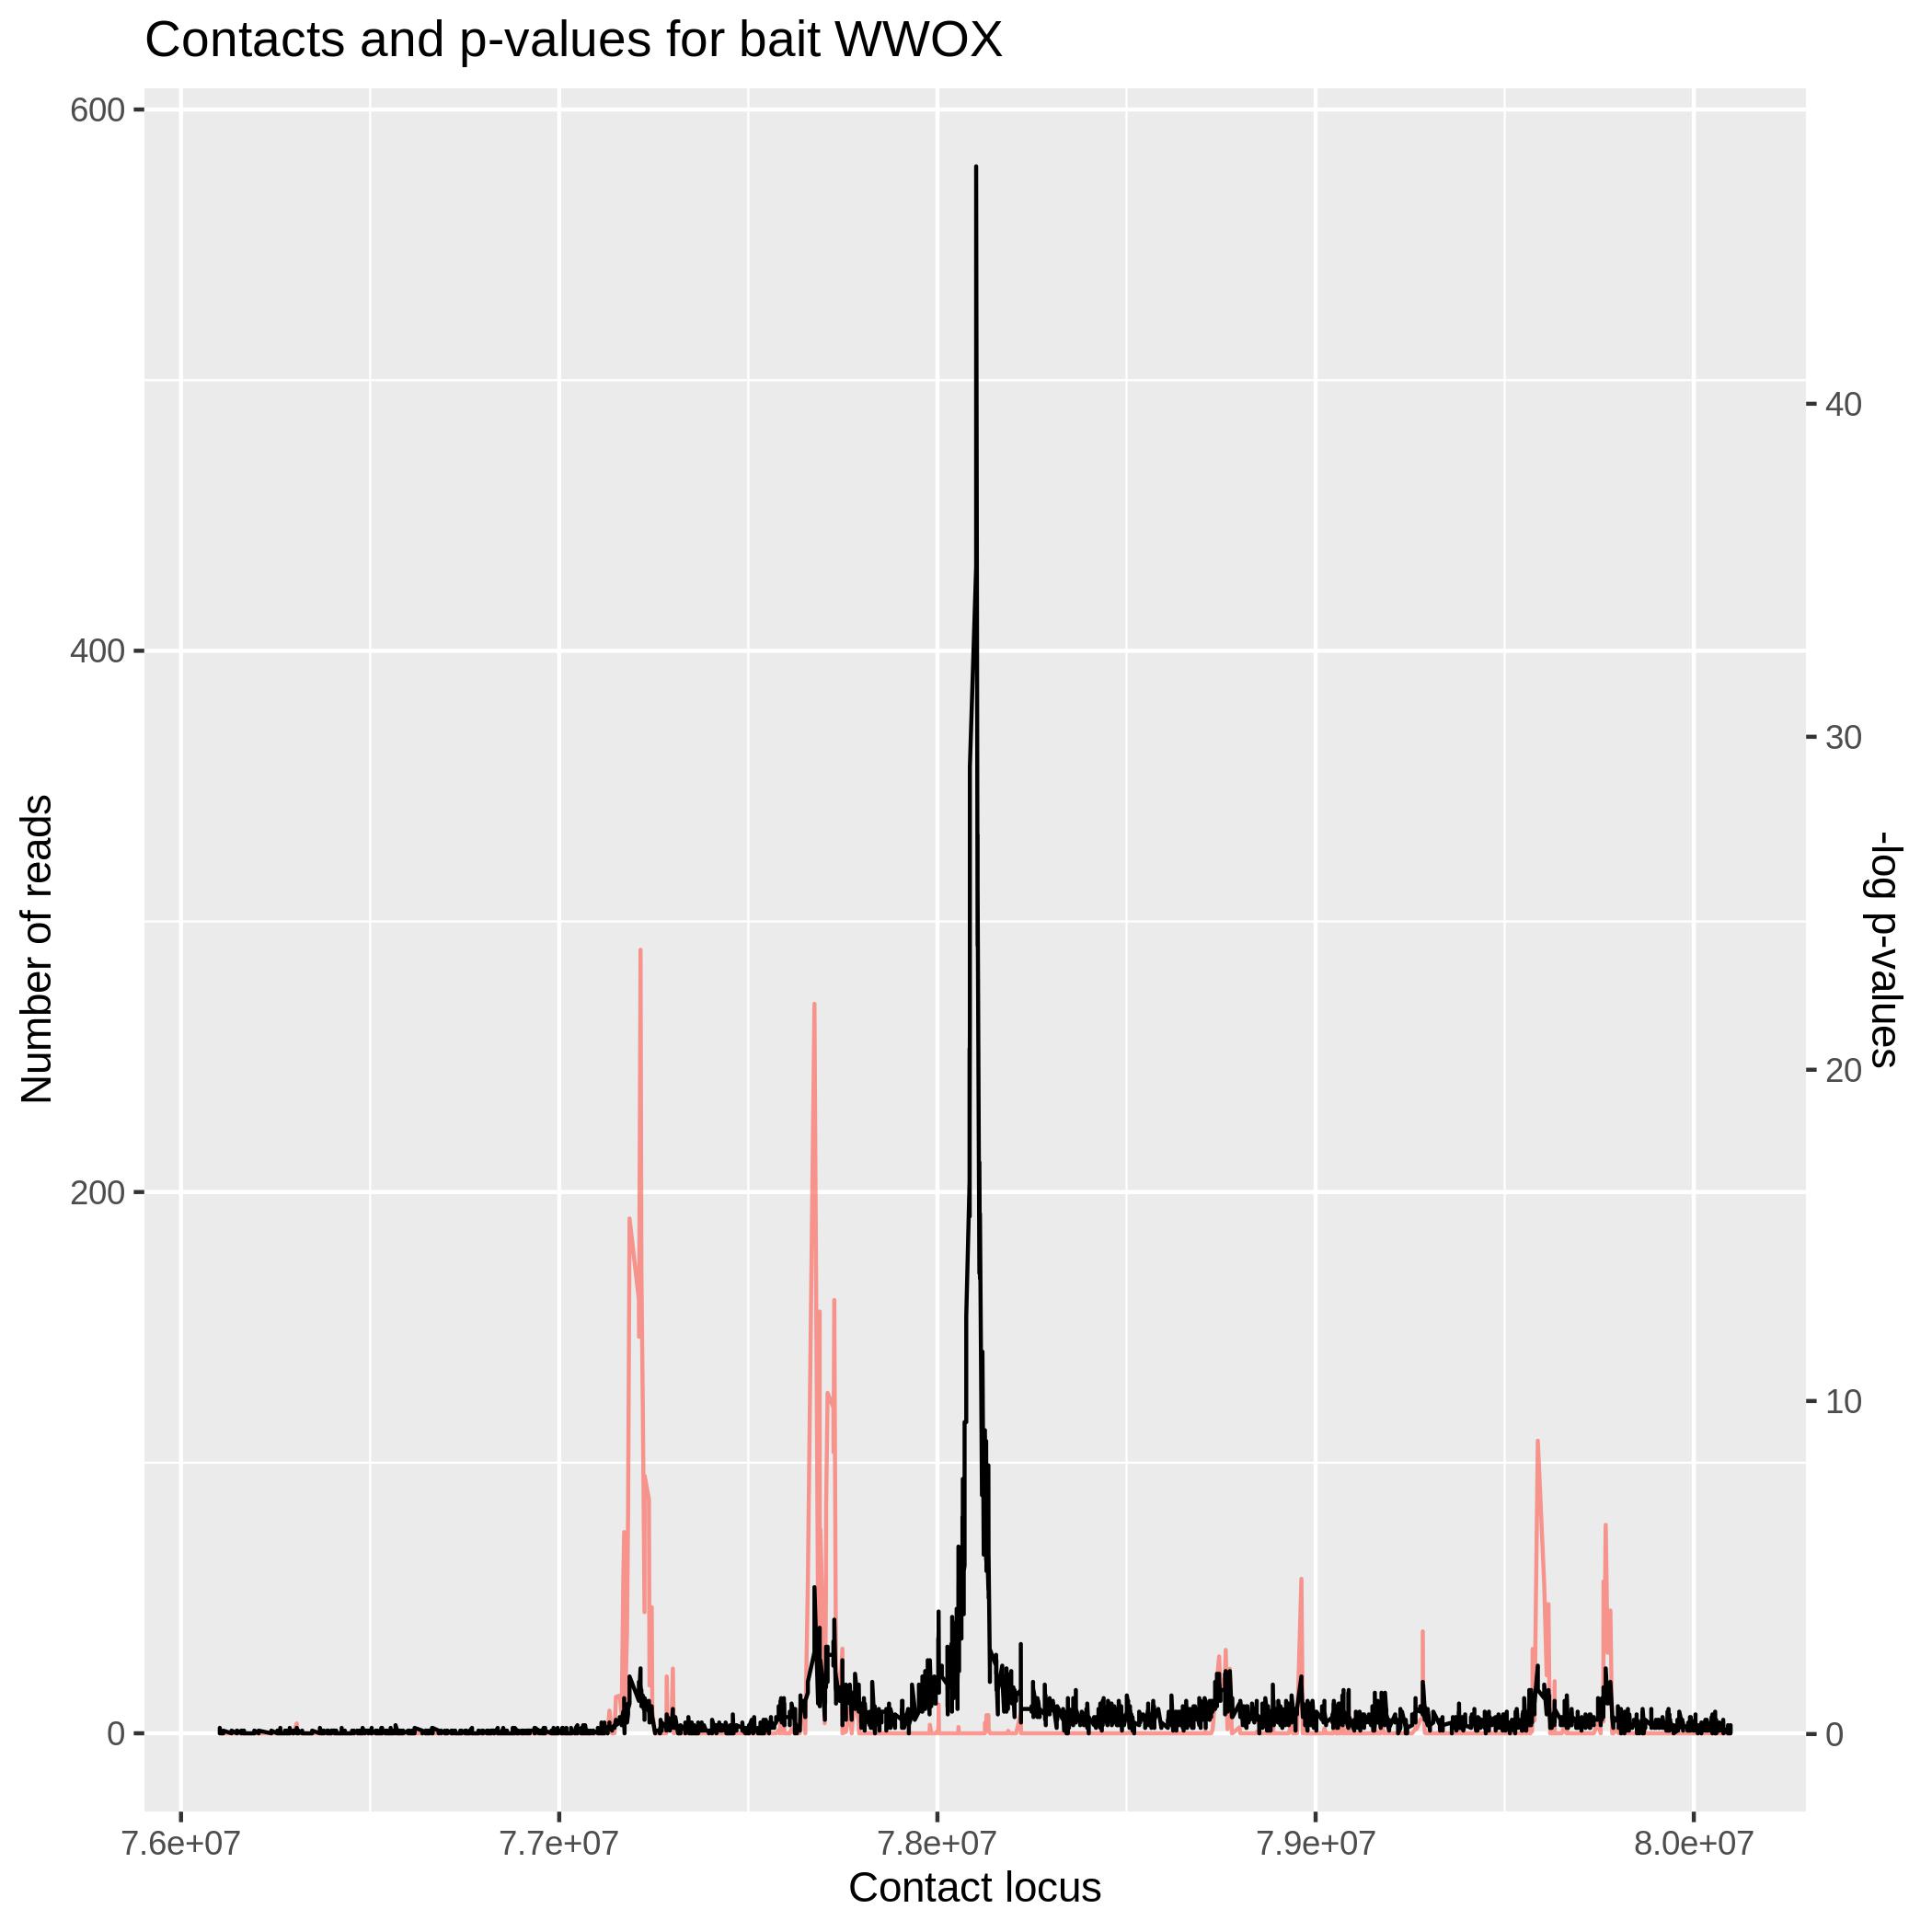 Contacts and p-values for bait WWOX
600
400
200
0
Number of reads
40
30
20
10
0
-log p-values
7.6e+07
7.7e+07
7.8e+07
7.9e+07
8.0e+07
Contact locus